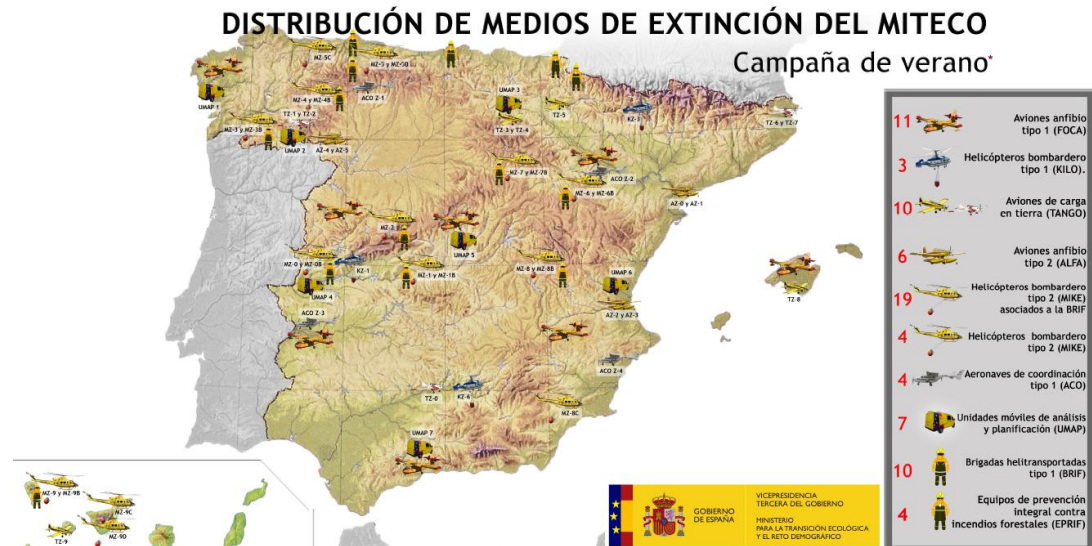 DISTRIBUCIÓN DE MEDIOS DE EXTINCIÓN DEL MITECO
Campaña de verano*
MZ-5C
MZ-5 y MZ-5B
UMAP 1
MZ-4 y MZ-4B
ACO Z-1
TZ-1 y TZ-2
MZ-3 y MZ-3B
UMAP 2
AZ-4 y AZ-5
UMAP 3
TZ-3 y TZ-4
TZ-5
KZ-3
TZ-6 y TZ-7
MZ-7 y MZ-7B
ACO Z-2
MZ-6 y MZ-6B
AZ-0 y AZ-1
MZ-2
UMAP 5
MZ-0 y MZ-0B
KZ-1
MZ-1 y MZ-1B
MZ-8 y MZ-8B
UMAP 6
UMAP 4
AZ-2 y AZ-3
TZ-8
ACO Z-3
ACO Z-4
TZ-0
KZ-6
MZ-8C
UMAP 7
MZ-9 y MZ-9B
MZ-9C
MZ-9D
TZ-9
11
Aviones anfibio
tipo 1 (FOCA)
3
Helicópteros bombardero
tipo 1 (KILO).
10
Aviones de carga
en tierra (TANGO)
6
Aviones anfibio
tipo 2 (ALFA)
19
Helicópteros bombardero
tipo 2 (MIKE)
asociados a la BRIF
4
Helicópteros bombardero
tipo 2 (MIKE)
4
Aeronaves de coordinación
tipo 1 (ACO)
7
Unidades móviles de análisis
y planificación (UMAP)
10
Brigadas helitransportadas
tipo 1 (BRIF)
4
Equipos de prevención
integral contra
incendios forestales (EPRIF)
GOBIERNO
DE ESPAÑA
VICEPRESIDENCIA
TERCERA DEL GOBIERNO
MINISTERIO
PARA LA TRANSICIÓN ECOLÓGICA
Y EL RETO DEMOGRÁFICO